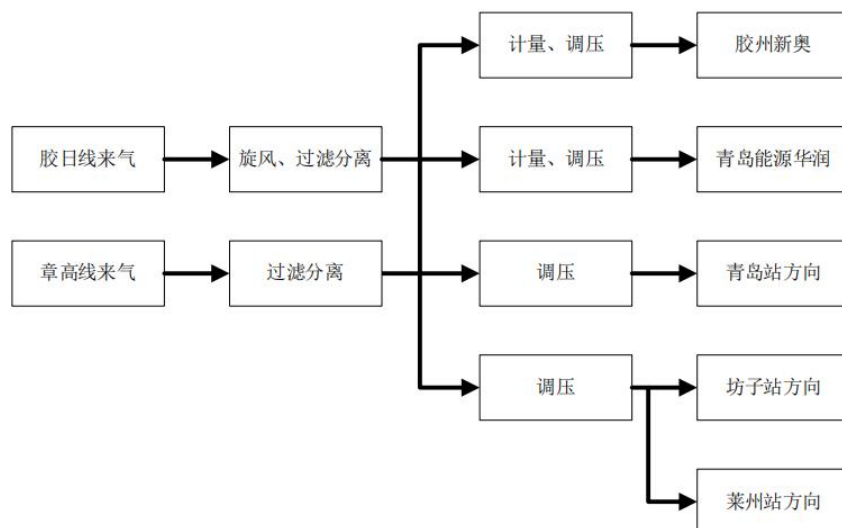 计量、调压
胶州新奥
胶日线来气
旋风、过滤分离
计量、调压
青岛能源华润
章高线来气
过滤分离
调压
青岛站方向
调压
坊子站方向
莱州站方向